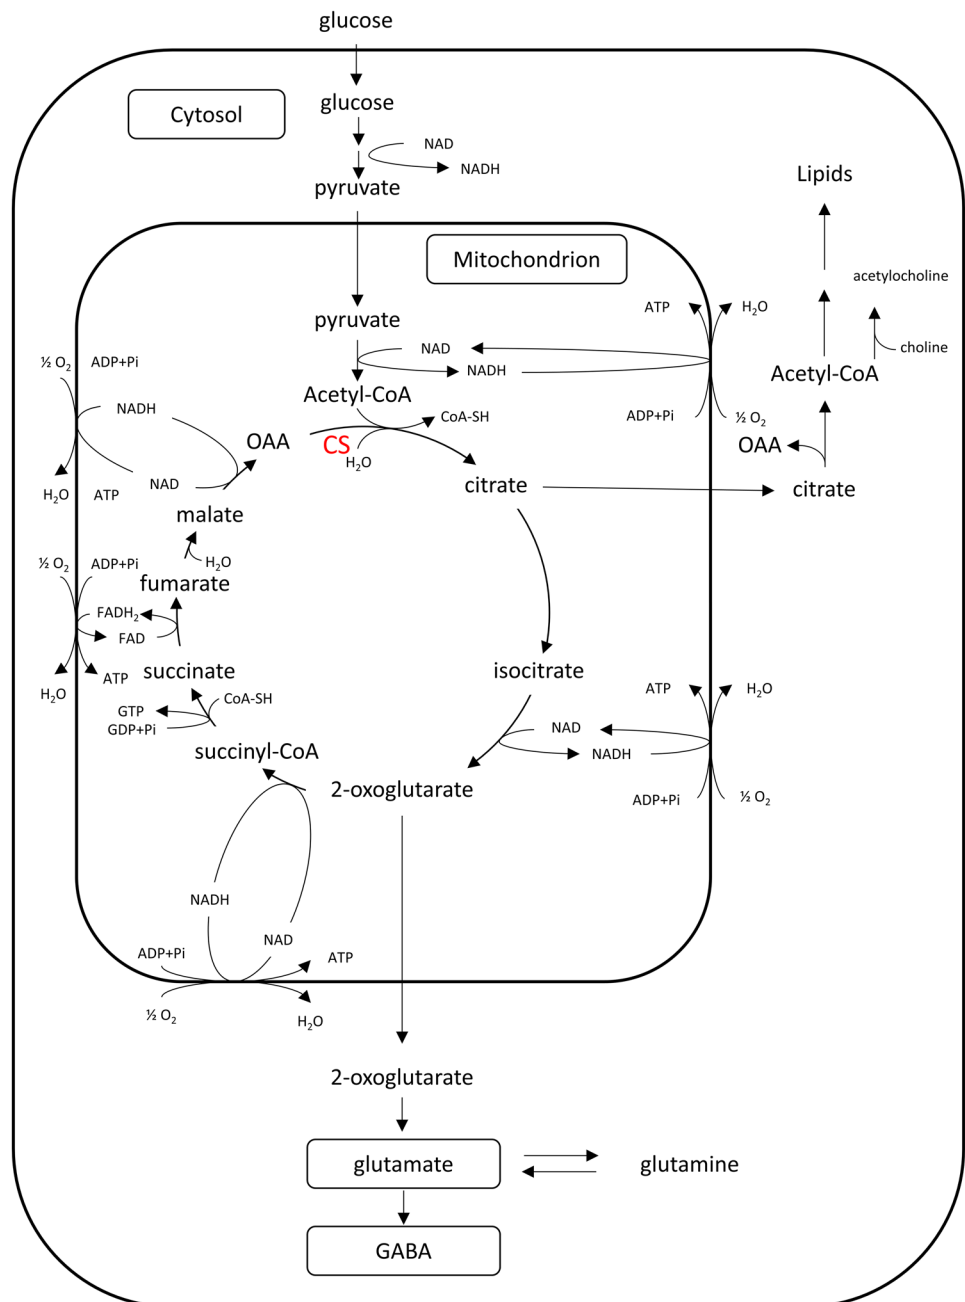 glucose
Cytosol
glucose
NAD
NADH
pyruvate
Lipids
Mitochondrion
acetylocholine
ATP
H2O
pyruvate
choline
NAD
NADH
½ O2
ADP+Pi
Acetyl-CoA
Acetyl-CoA
NADH
CoA-SH
ADP+Pi
½ O2
OAA
CS
H2O
OAA
NAD
H2O
ATP
citrate
citrate
malate
½ O2
ADP+Pi
H2O
fumarate
FADH2
FAD
succinate
isocitrate
ATP
H2O
CoA-SH
GTP
GDP+Pi
ATP
H2O
NAD
NADH
succinyl-CoA
2-oxoglutarate
ADP+Pi
½ O2
NADH
NAD
ADP+Pi
ATP
½ O2
H2O
2-oxoglutarate
glutamate
glutamine
GABA